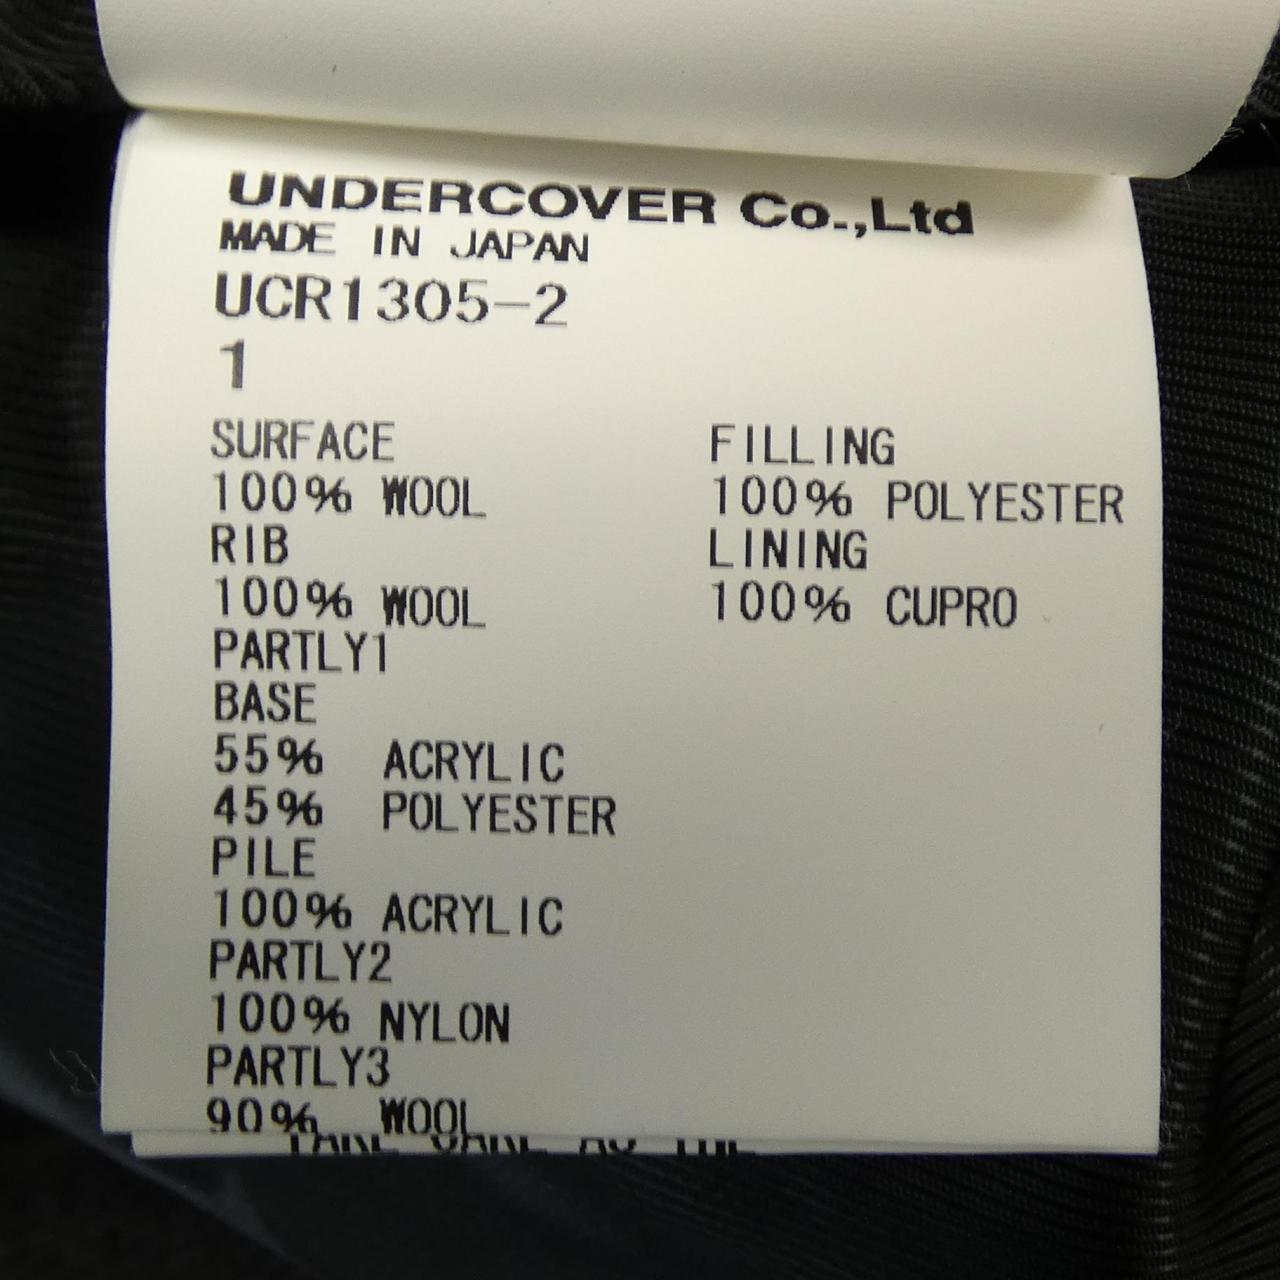 UNDERCOVER Co.,Ltd
MADE IN JAPAN
UCR1305-2
1
SURFACE
100% WOOL
RIB
100% WOOL
PARTLY1
BASE
55% ACRYLIC
45% POLYESTER
PILE
100% ACRYLIC
PARTLY2
100% NYLON
PARTLY3
90% WOOL
FILLING
100% POLYESTER
LINING
100% CUPRO